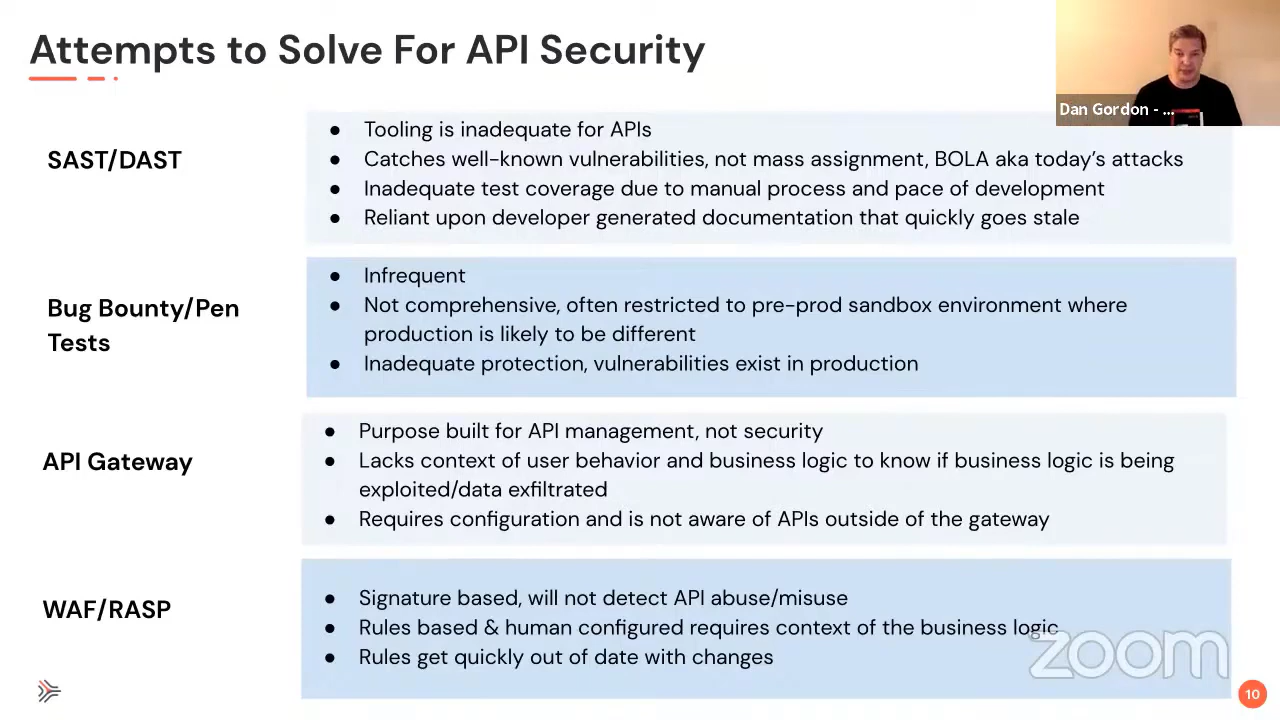 Attempts to Solve For API Security
Dan Gordon - ...
SAST/DAST
● Tooling is inadequate for APIs
● Catches well-known vulnerabilities, not mass assignment, BOLA aka today's attacks
● Inadequate test coverage due to manual process and pace of development
● Reliant upon developer generated documentation that quickly goes stale
Bug Bounty/Pen
Tests
● Infrequent
● Not comprehensive, often restricted to pre-prod sandbox environment where
production is likely to be different
● Inadequate protection, vulnerabilities exist in production
API Gateway
● Purpose built for API management, not security
● Lacks context of user behavior and business logic to know if business logic is being
exploited/data exfiltrated
● Requires configuration and is not aware of APIs outside of the gateway
WAF/RASP
● Signature based, will not detect API abuse/misuse
● Rules based & human configured requires context of the business logic
● Rules get quickly out of date with changes
zoom
10